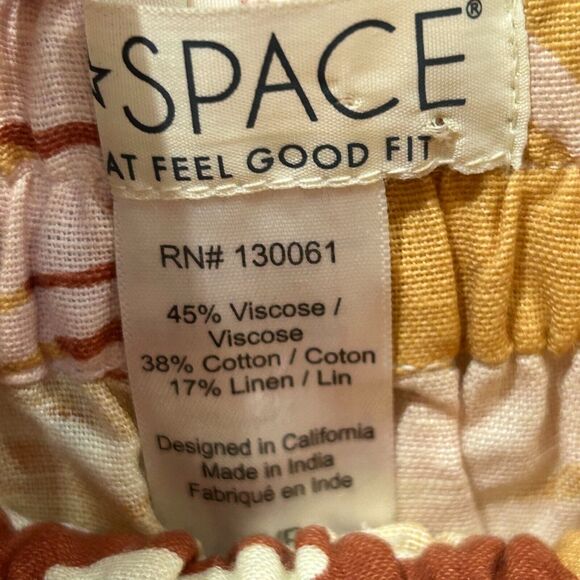 SPACE®
AT FEEL GOOD FIT
RN# 130061
45% Viscose /
Viscose
38% Cotton / Coton
17% Linen / Lin
Designed in California
Made in India
Fabriqué en Inde